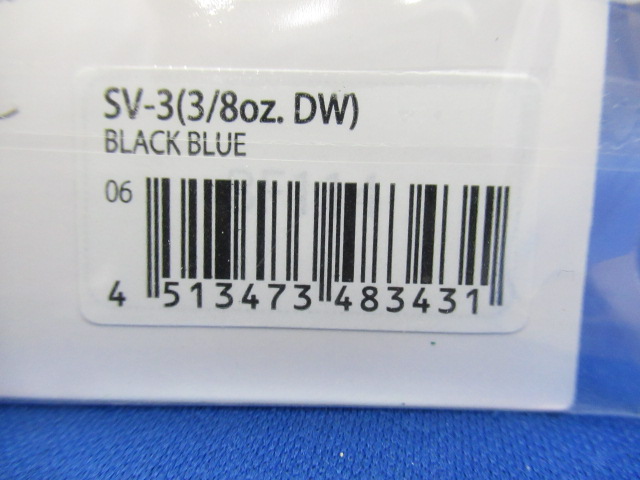 SV-3(3/8oz. DW)
BLACK BLUE
06
4 513473 483431